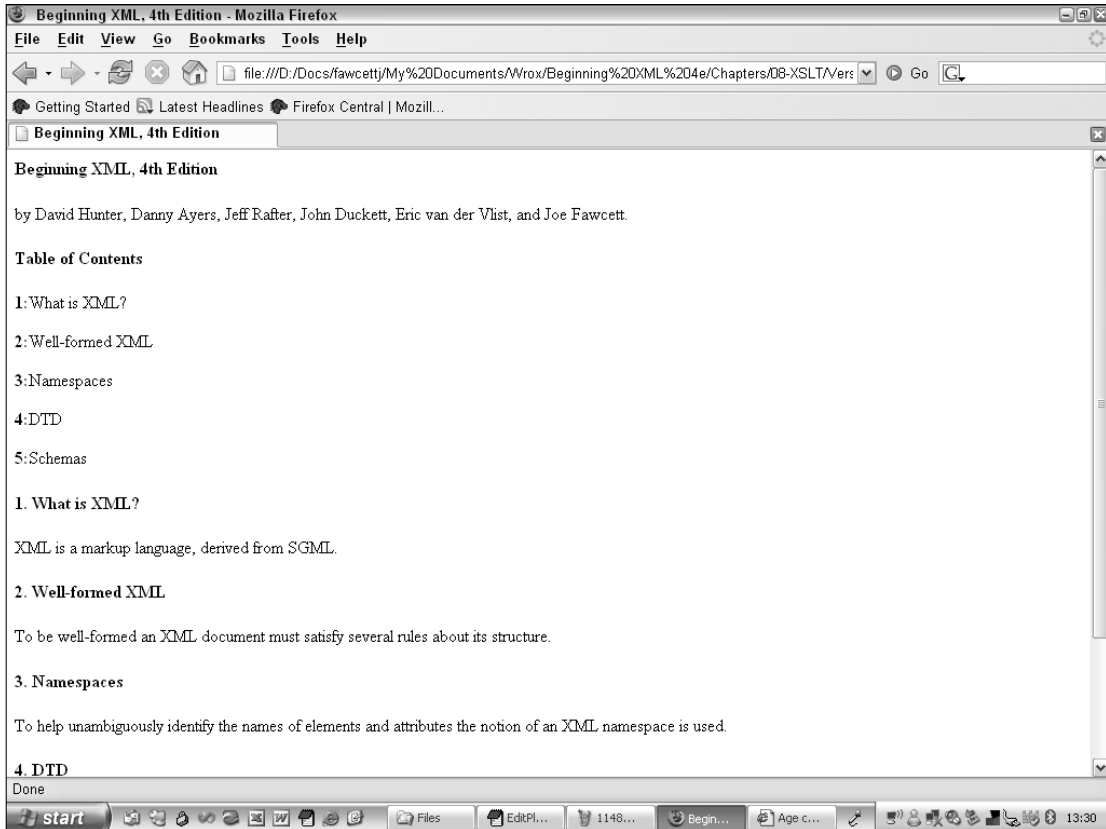 Beginning XML, 4th Edition - Mozilla Firefox
File Edit View Go Bookmarks Tools Help
file:///D:/Docs/fawcettj/My%20Documents/Wrox/Beginning%20XML%204e/Chapters/08-XSLT/Vers Go G
Getting Started Latest Headlines Firefox Central | Mozill...
Beginning XML, 4th Edition
Beginning XML, 4th Edition
by David Hunter, Danny Ayers, Jeff Rafter, John Duckett, Eric van der Vlist, and Joe Fawcett.
Table of Contents
1:What is XML?
2:Well-formed XML
3:Namespaces
4:DTD
5:Schemas
1. What is XML?
XML is a markup language, derived from SGML.
2. Well-formed XML
To be well-formed an XML document must satisfy several rules about its structure.
3. Namespaces
To help unambiguously identify the names of elements and attributes the notion of an XML namespace is used.
4. DTD
Done
start Files EditPl... 1148... Begin... Age c... 13:30